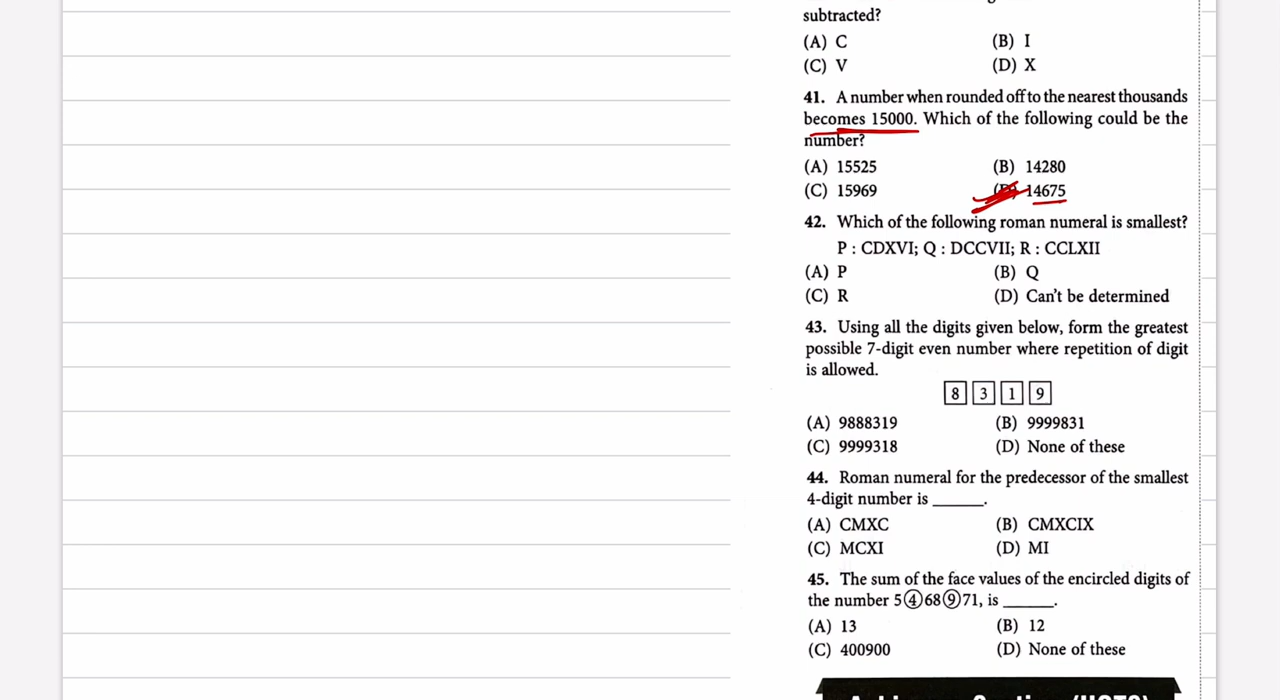 subtracted?
(A) C (B) I
(C) V (D) X
41. A number when rounded off to the nearest thousands
becomes 15000. Which of the following could be the
number?
(A) 15525 (B) 14280
(C) 15969 (D) 14675
42. Which of the following roman numeral is smallest?
P : CDXVI; Q : DCCVII; R : CCLXII
(A) P (B) Q
(C) R (D) Can't be determined
43. Using all the digits given below, form the greatest
possible 7-digit even number where repetition of digit
is allowed.
8 3 1 9
(A) 9888319 (B) 9999831
(C) 9999318 (D) None of these
44. Roman numeral for the predecessor of the smallest
4-digit number is ______.
(A) CMXC (B) CMXCIX
(C) MCXI (D) MI
45. The sum of the face values of the encircled digits of
the number 5④68⑨71, is ______.
(A) 13 (B) 12
(C) 400900 (D) None of these